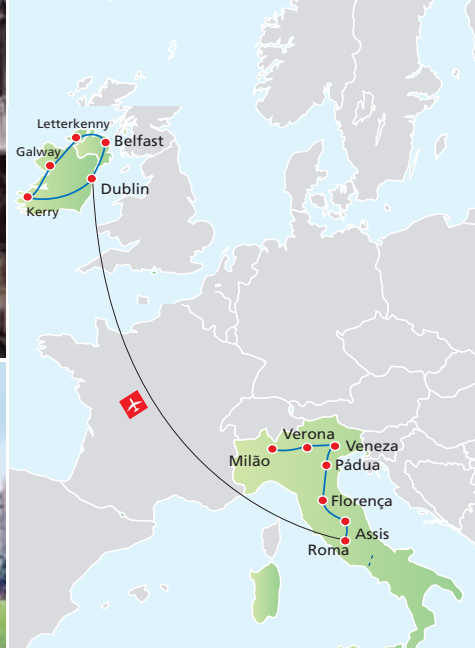 Letterkenny
Belfast
Galway
Dublin
Kerry
Verona
Veneza
Milão
Pádua
Florença
Assis
Roma